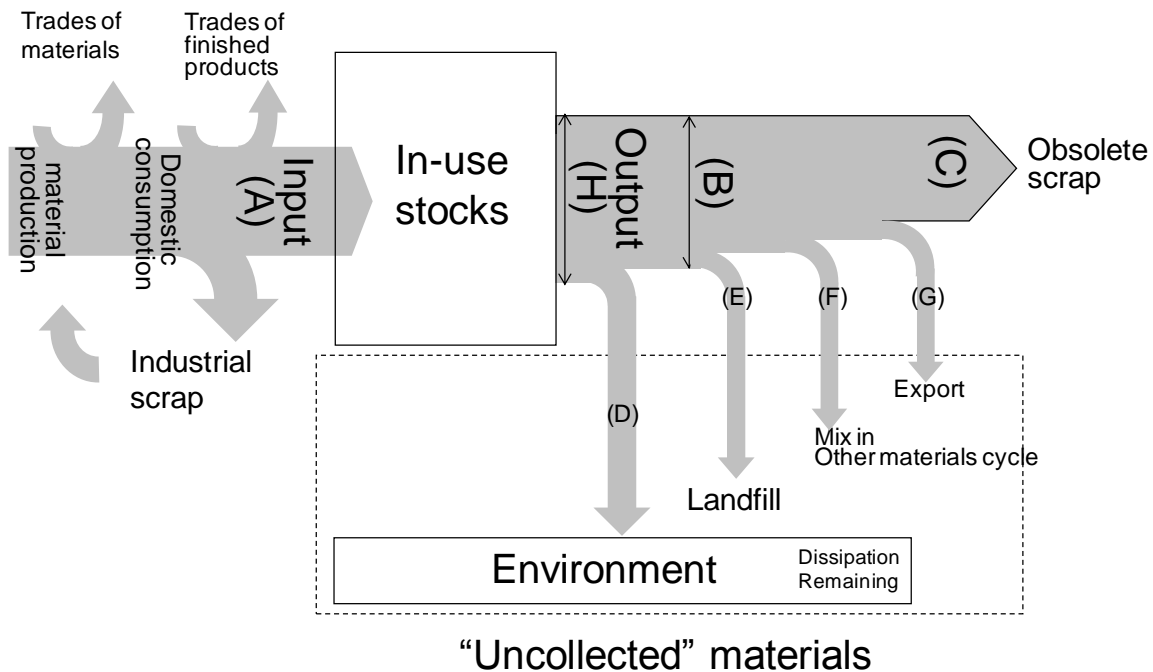 Trades of
materials
Trades of
finished
products
material
production
Domestic
consumption
Input
(A)
In-use
stocks
Output
(H)
(B)
(C)
Obsolete
scrap
Industrial
scrap
(D)
(E)
(F)
(G)
Export
Mix in
Other materials cycle
Landfill
Environment
Dissipation
Remaining
“Uncollected” materials